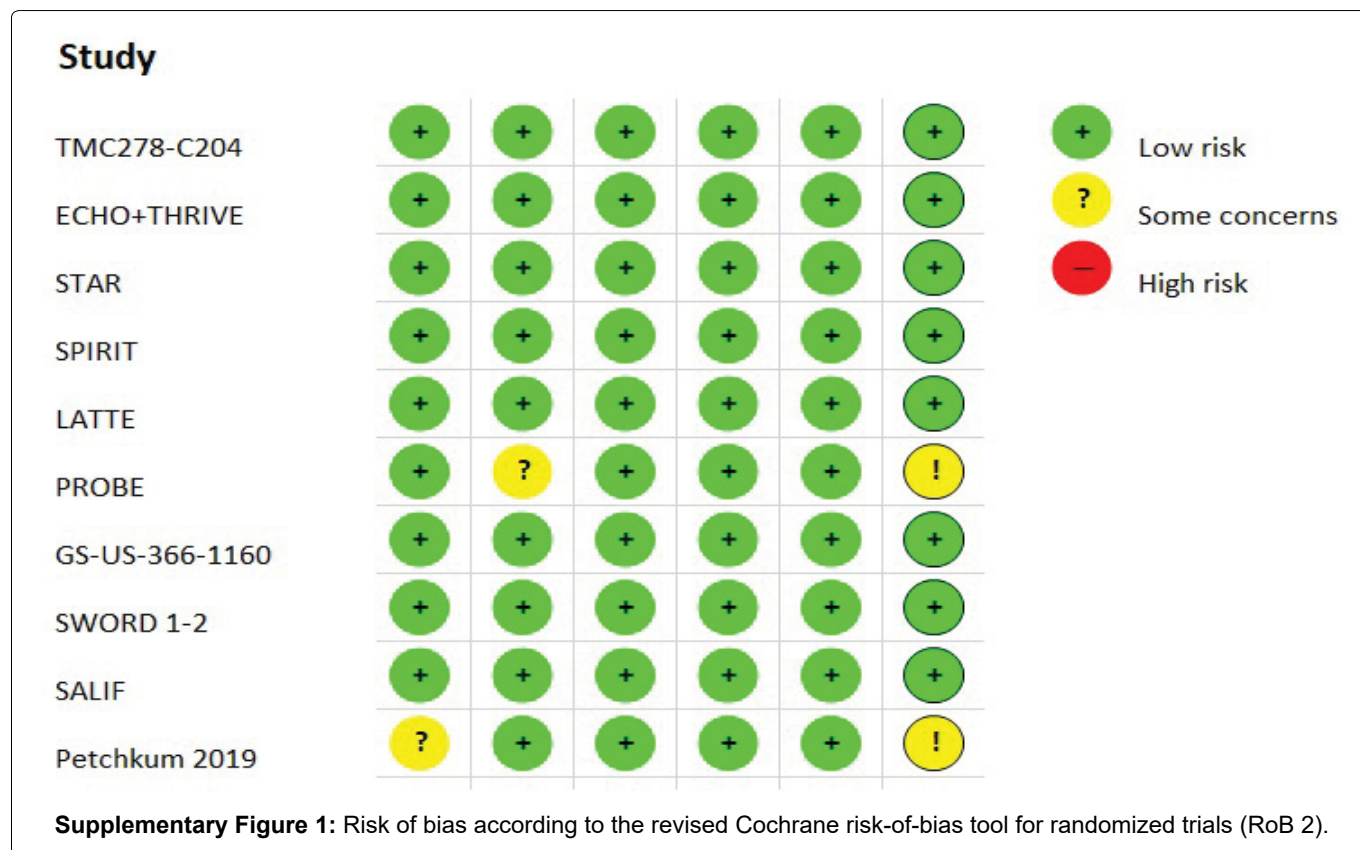 Study
TMC278-C204 + + + + + +
ECHO+THRIVE + + + + + +
STAR + + + + + +
SPIRIT + + + + + +
LATTE + + + + + +
PROBE + ? + + + !
GS-US-366-1160 + + + + + +
SWORD 1-2 + + + + + +
SALIF + + + + + +
Petchkum 2019 ? + + + + !
+ Low risk
? Some concerns
– High risk
Supplementary Figure 1: Risk of bias according to the revised Cochrane risk-of-bias tool for randomized trials (RoB 2).